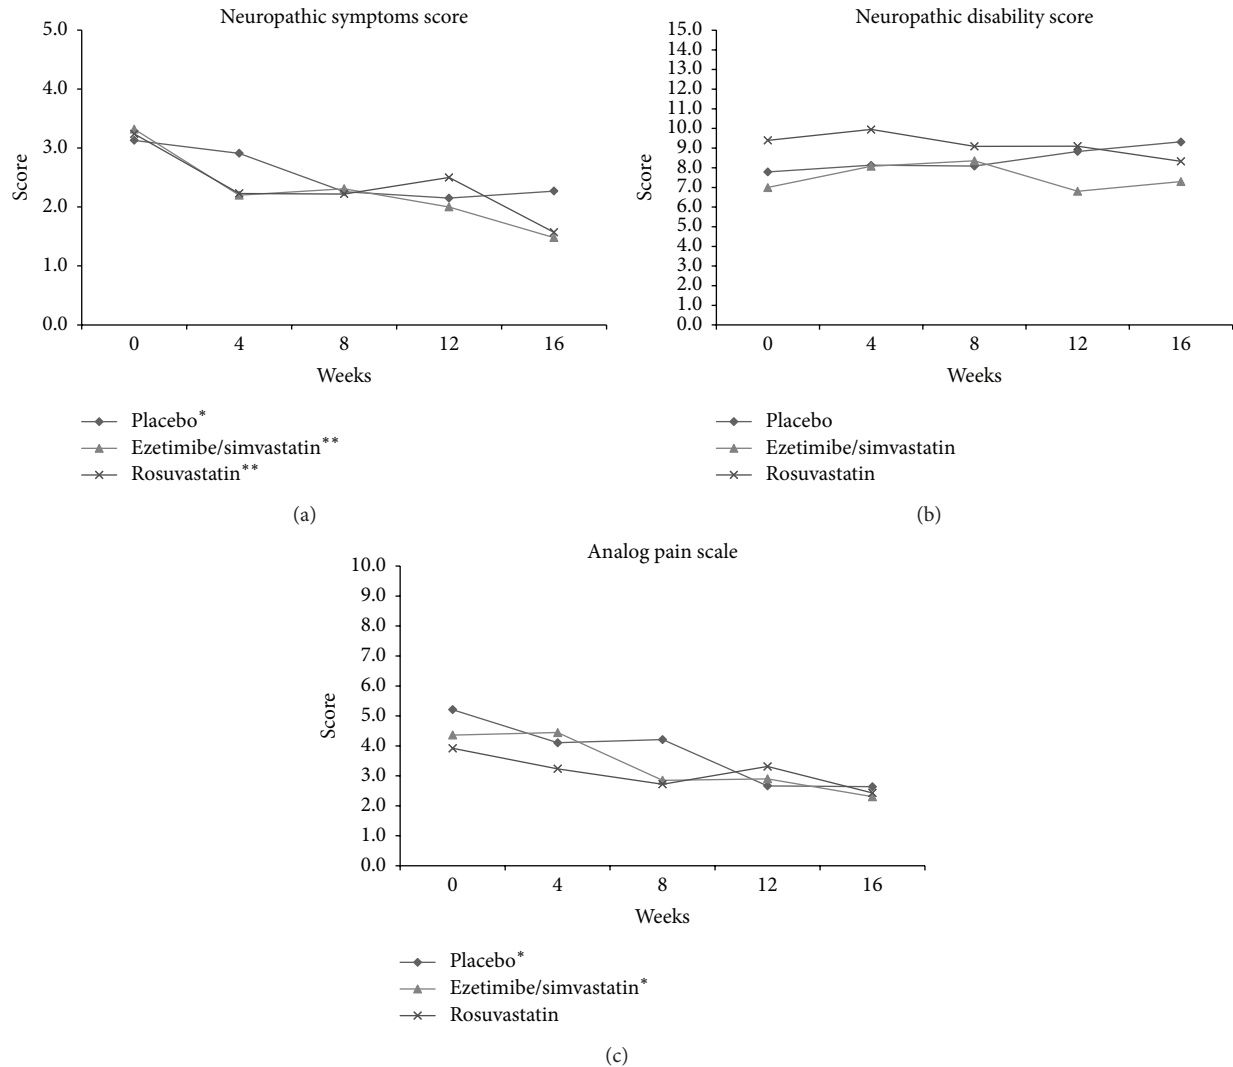 Neuropathic symptoms score
5.0
4.0
3.0
2.0
1.0
0.0
Score
0 4 8 12 16
Weeks
Placebo*
Ezetimibe/simvastatin**
Rosuvastatin**
(a)
Neuropathic disability score
15.0
14.0
13.0
12.0
11.0
10.0
9.0
8.0
7.0
6.0
5.0
4.0
3.0
2.0
1.0
0.0
Score
0 4 8 12 16
Weeks
Placebo
Ezetimibe/simvastatin
Rosuvastatin
(b)
Analog pain scale
10.0
9.0
8.0
7.0
6.0
5.0
4.0
3.0
2.0
1.0
0.0
Score
0 4 8 12 16
Weeks
Placebo*
Ezetimibe/simvastatin*
Rosuvastatin
(c)